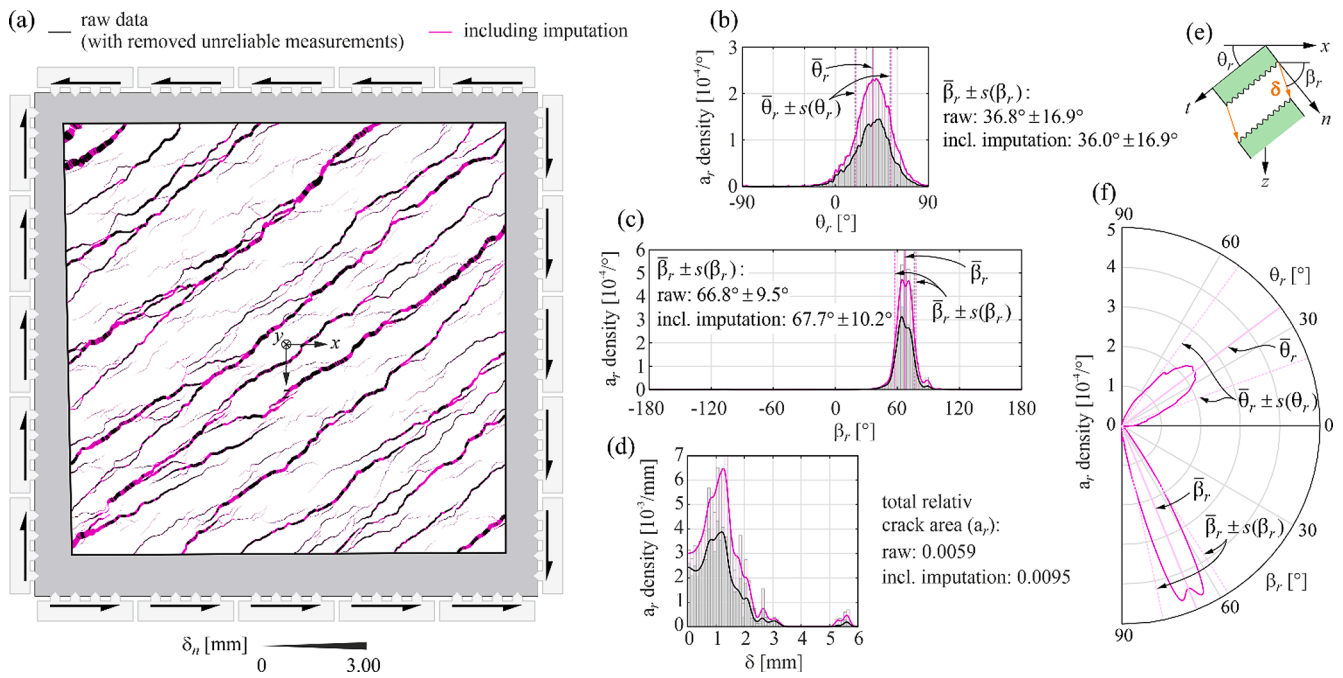 (a)
raw data
(with removed unreliable measurements)
including imputation
y
x
δn [mm]
0
3.00
(b)
3
2
1
0
ar density [10-4/°]
θ̅r
θ̅r ± s(θr)
-90
0
90
θr [°]
β̅r ± s(βr):
raw: 36.8° ± 16.9°
incl. imputation: 36.0° ± 16.9°
(c)
6
5
4
3
2
1
0
ar density [10-4/°]
β̅r ± s(βr):
raw: 66.8° ± 9.5°
incl. imputation: 67.7° ± 10.2°
β̅r
β̅r ± s(βr)
-180
-120
-60
0
60
120
180
βr [°]
(d)
7
6
5
4
3
2
1
0
ar density [10-3/mm]
0
1
2
3
4
5
6
δ [mm]
total relativ
crack area (ar):
raw: 0.0059
incl. imputation: 0.0095
(e)
θr
x
δ
βr
t
n
z
(f)
90
60
θr [°]
30
0
30
60
90
βr [°]
5
4
3
2
1
0
ar density [10-4/°]
θ̅r
θ̅r ± s(θr)
β̅r
β̅r ± s(βr)